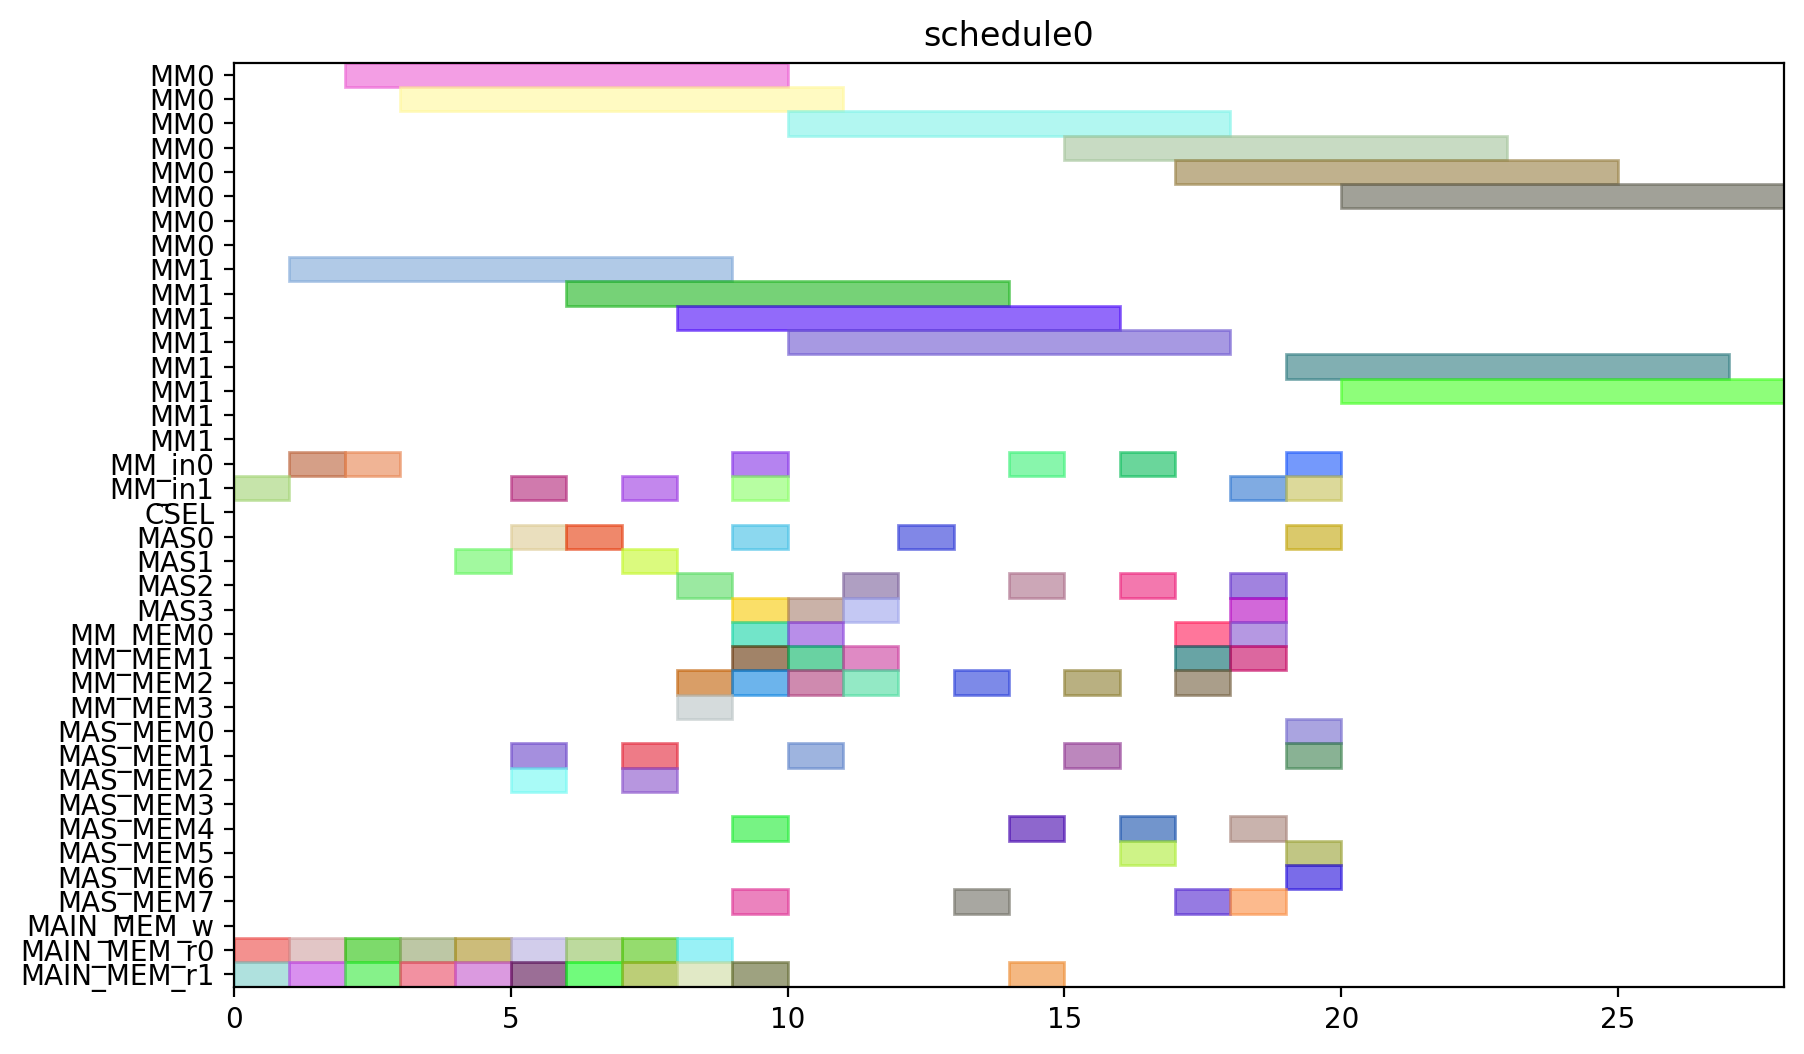 schedule0
MM0
MM0
MM0
MM0
MM0
MM0
MM0
MM0
MM1
MM1
MM1
MM1
MM1
MM1
MM1
MM1
MM_in0
MM_in1
CSEL
MAS0
MAS1
MAS2
MAS3
MM_MEM0
MM_MEM1
MM_MEM2
MM_MEM3
MAS_MEM0
MAS_MEM1
MAS_MEM2
MAS_MEM3
MAS_MEM4
MAS_MEM5
MAS_MEM6
MAS_MEM7
MAIN_MEM_w
MAIN_MEM_r0
MAIN_MEM_r1
0 5 10 15 20 25